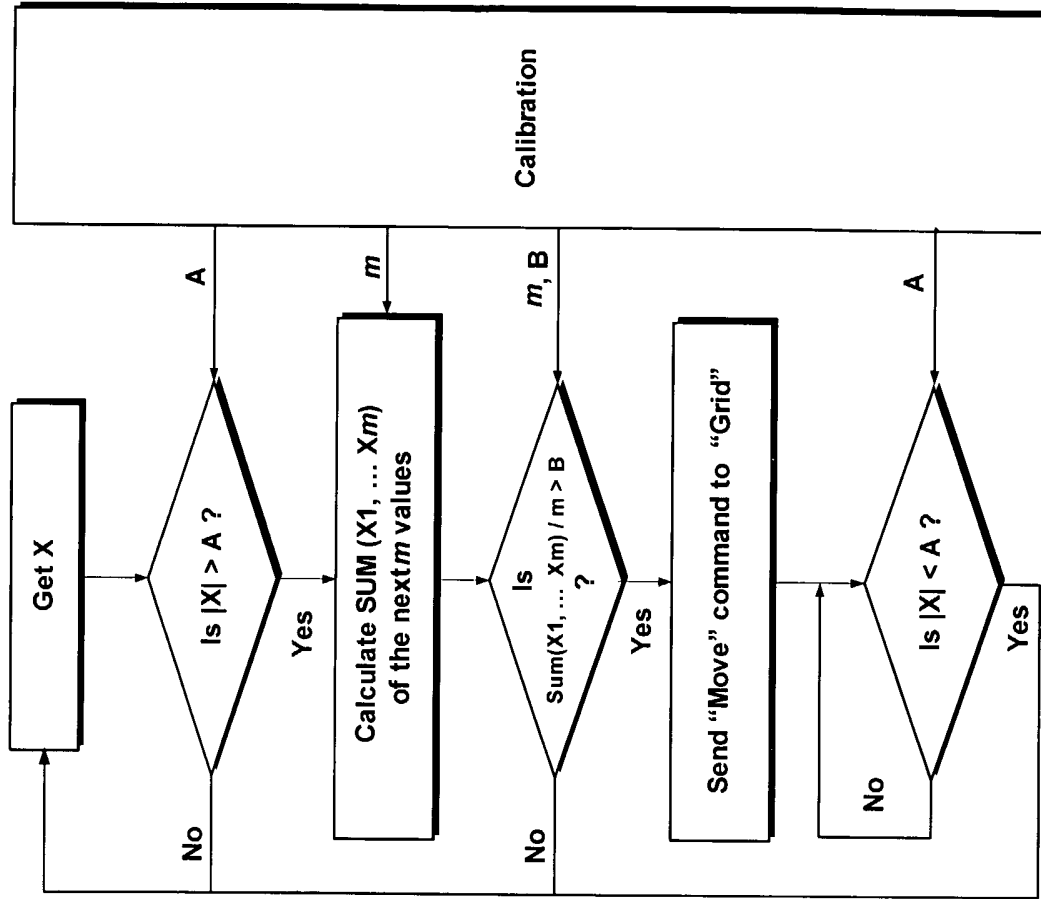 Get X
Is |X| > A ?
A
No
Yes
Calculate SUM (X1, ... Xm)
of the next m values
m
Is
Sum(X1, ... Xm) / m > B
?
m, B
No
Yes
Send “Move” command to “Grid”
Is |X| < A ?
A
No
Yes
Calibration